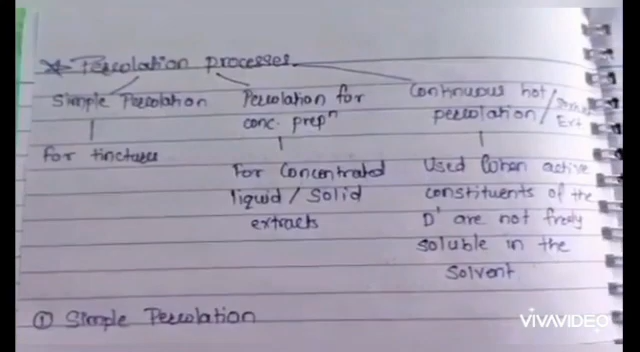 * Percolation processes
Simple Percolation
for tinctures
Percolation for
conc. prepⁿ
for Concentrated
liquid / Solid
extracts
Continuous hot
percolation /
Ext
Used when active
constituents of the
D' are not freely
soluble in the
solvent
① Simple Percolation
VIVAVIDEO